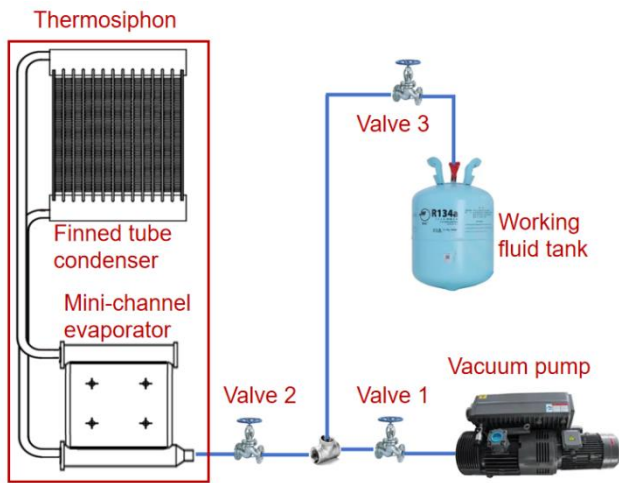 Thermosiphon
Valve 3
R134a
Finned tube
condenser
Working
fluid tank
Mini-channel
evaporator
Valve 2
Valve 1
Vacuum pump